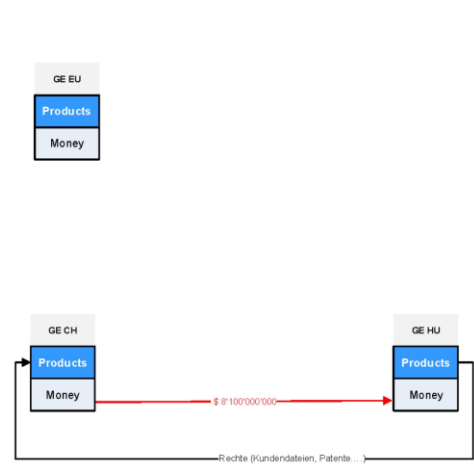 GE EU
Products
Money
GE CH
GE HU
Products
Products
Money
$ 8'100'000'000
Money
Rechte (Kundendateien, Patente....)